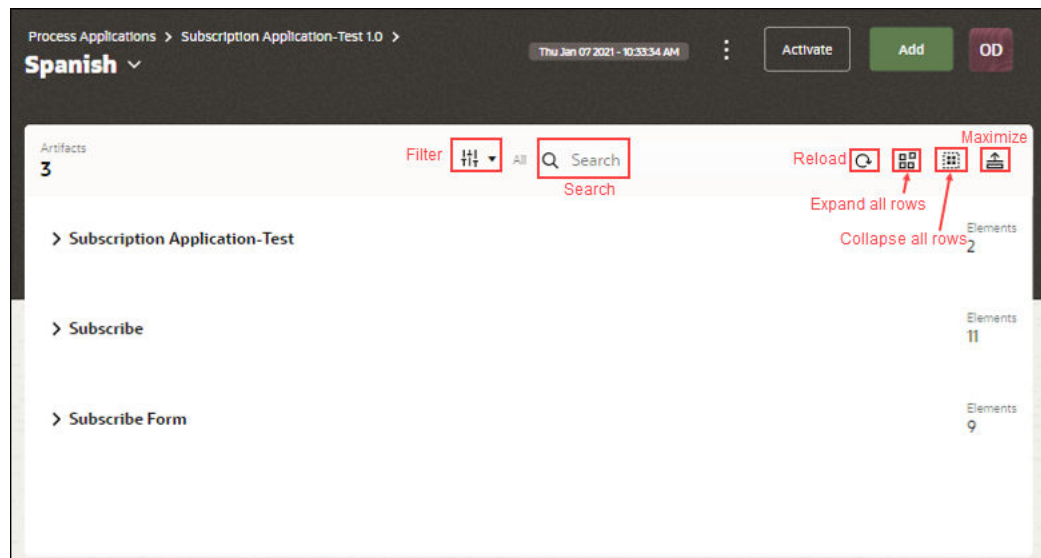 Process Applications > Subscription Application-Test 1.0 >
Spanish
Thu Jan 07 2021 - 10:33:34 AM
Activate
Add
OD
Artifacts
3
Filter
All
Search
Search
Reload
Maximize
Expand all rows
Collapse all rows
> Subscription Application-Test
Elements
2
> Subscribe
Elements
11
> Subscribe Form
Elements
9